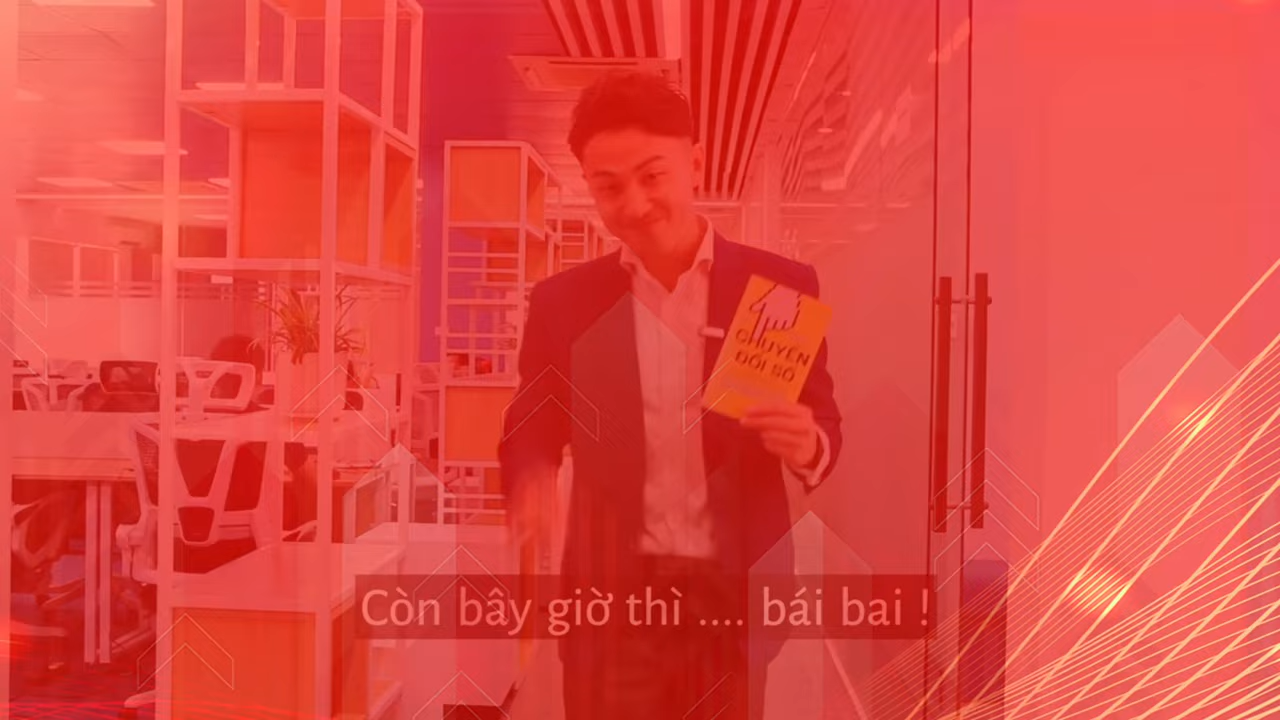 CHUYỂN
ĐỔI SỐ
Còn bây giờ thì .... bái bai !